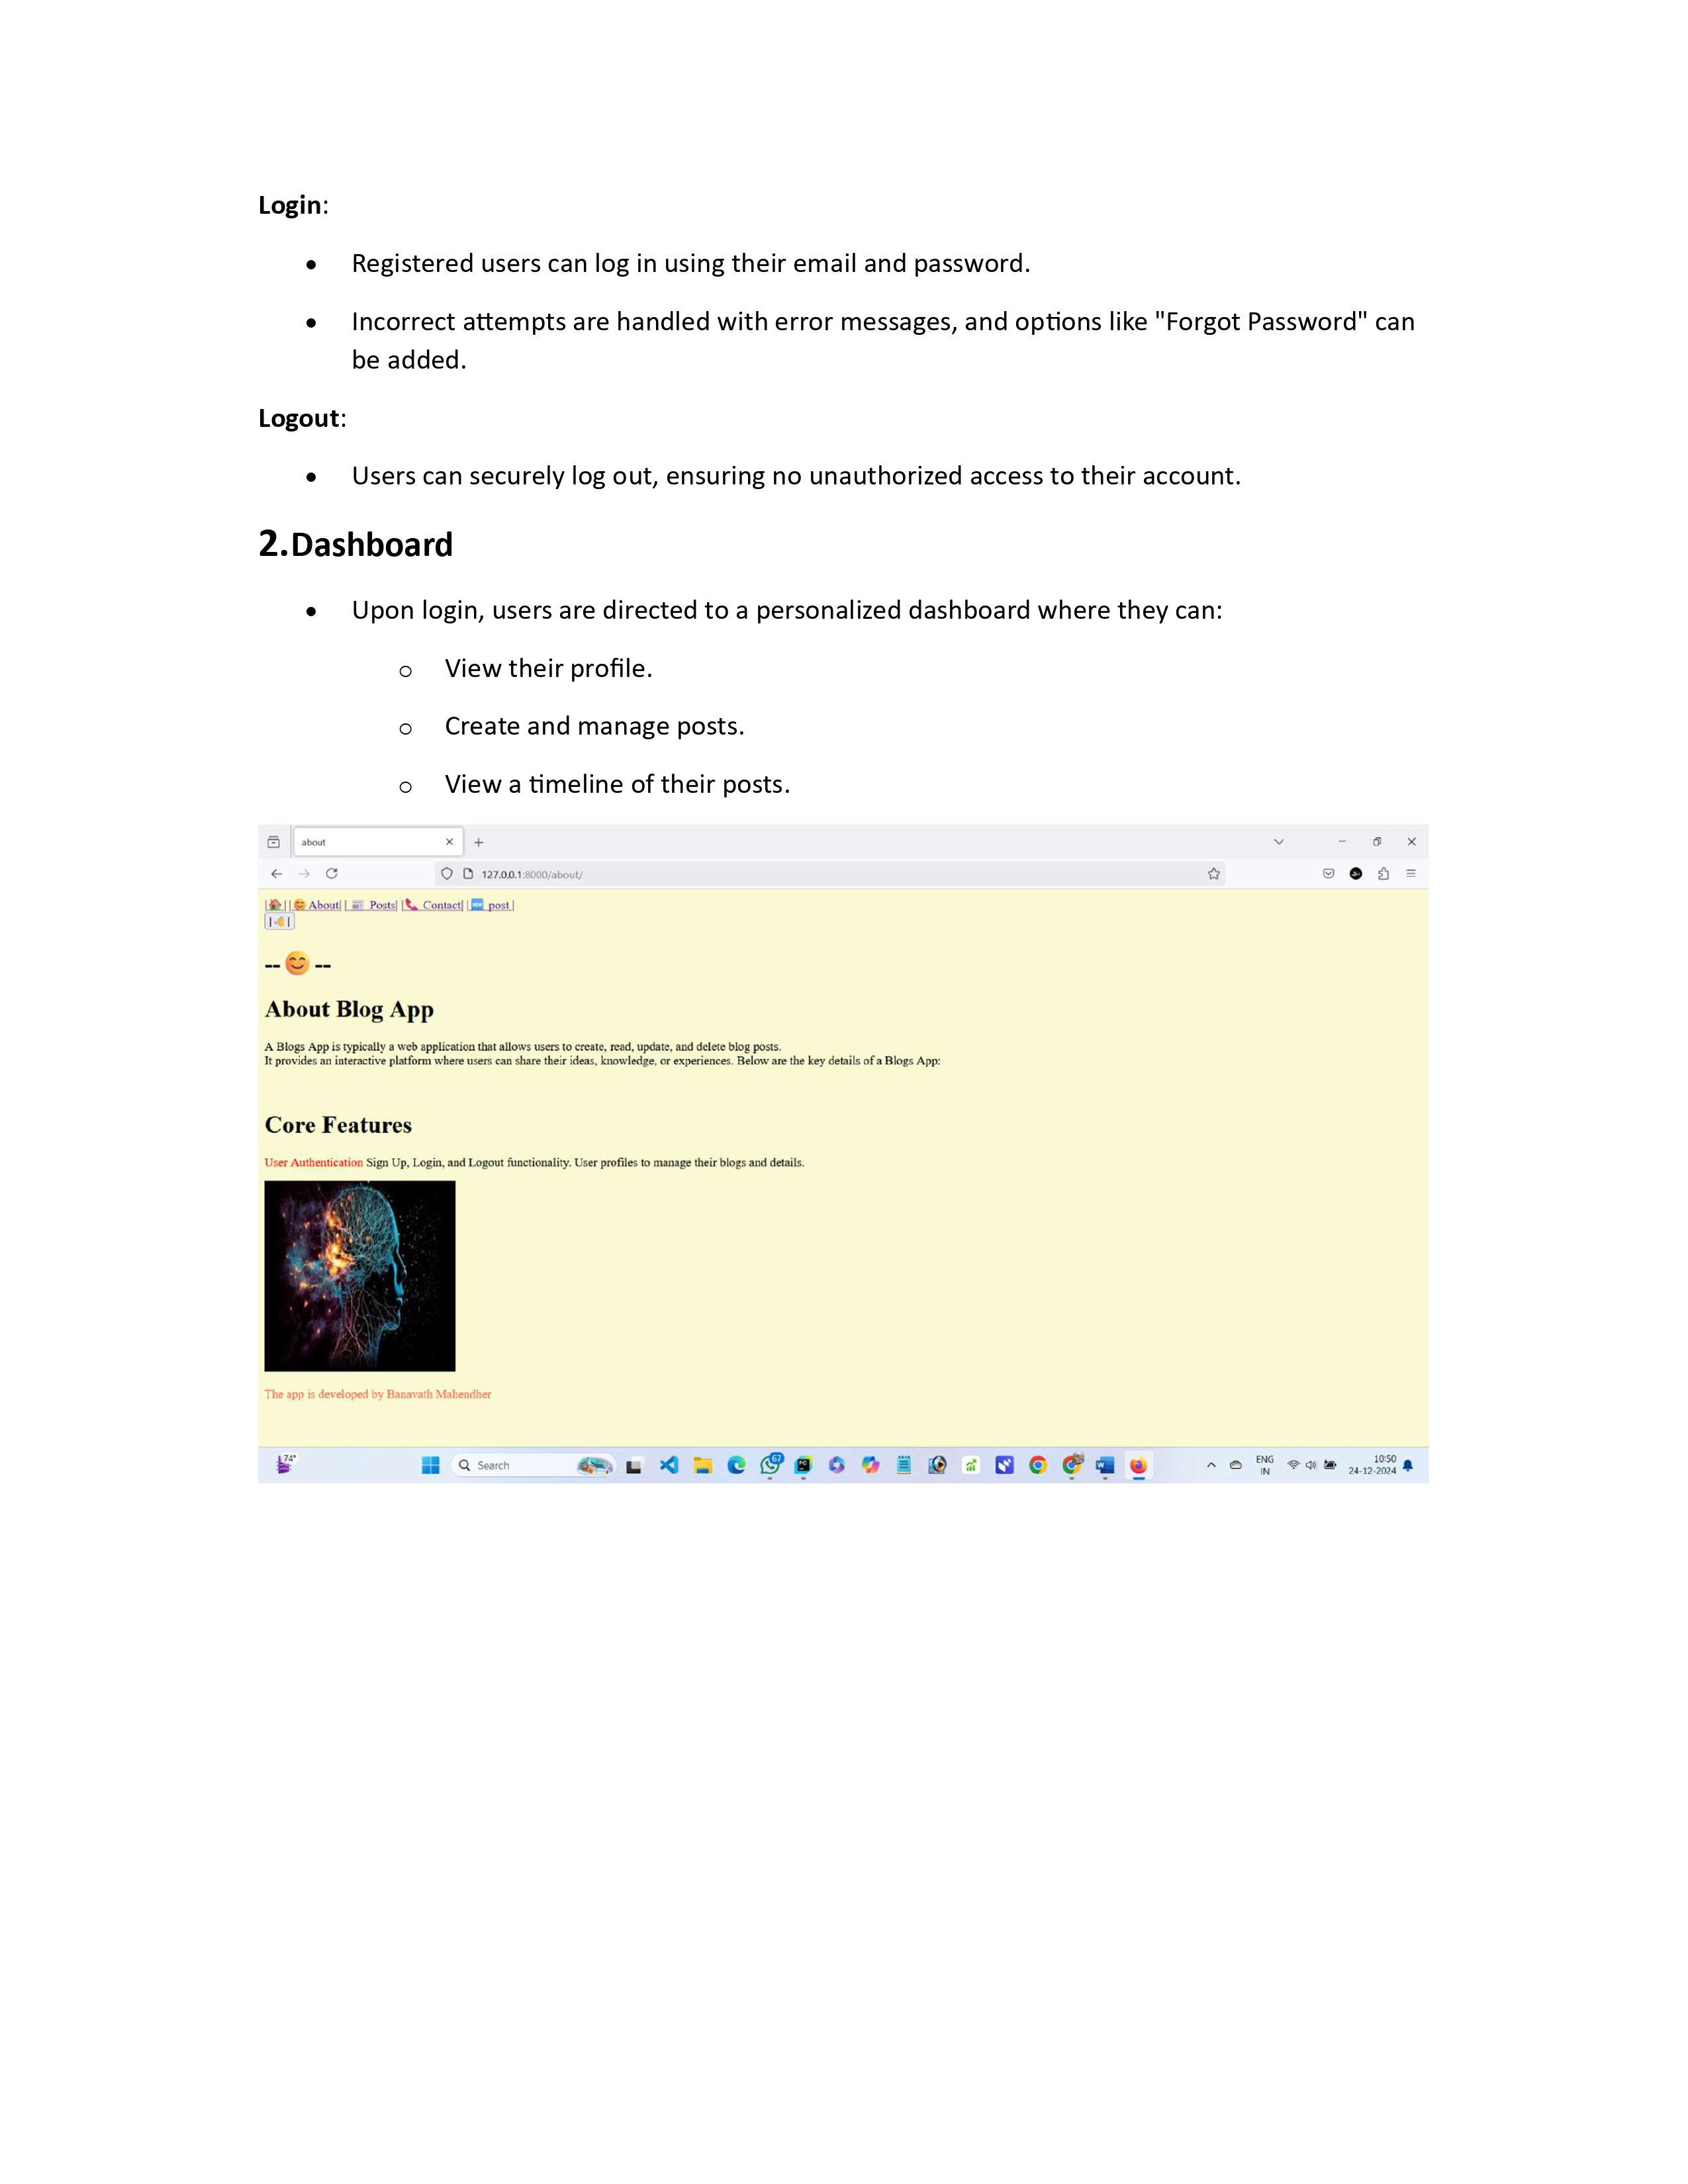 Login:
• Registered users can log in using their email and password.
• Incorrect attempts are handled with error messages, and options like "Forgot Password" can
be added.
Logout:
• Users can securely log out, ensuring no unauthorized access to their account.
2.Dashboard
• Upon login, users are directed to a personalized dashboard where they can:
o View their profile.
o Create and manage posts.
o View a timeline of their posts.
about
127.0.0.1:8000/about/
|🏠||😊 About| | 📰 Posts| |📞 Contact| |🆕 post |
-- 😊 --
About Blog App
A Blogs App is typically a web application that allows users to create, read, update, and delete blog posts.
It provides an interactive platform where users can share their ideas, knowledge, or experiences. Below are the key details of a Blogs App:
Core Features
User Authentication Sign Up, Login, and Logout functionality. User profiles to manage their blogs and details.
The app is developed by Banavath Mahendher
74°
Search
67
ENG
IN
10:50
24-12-2024